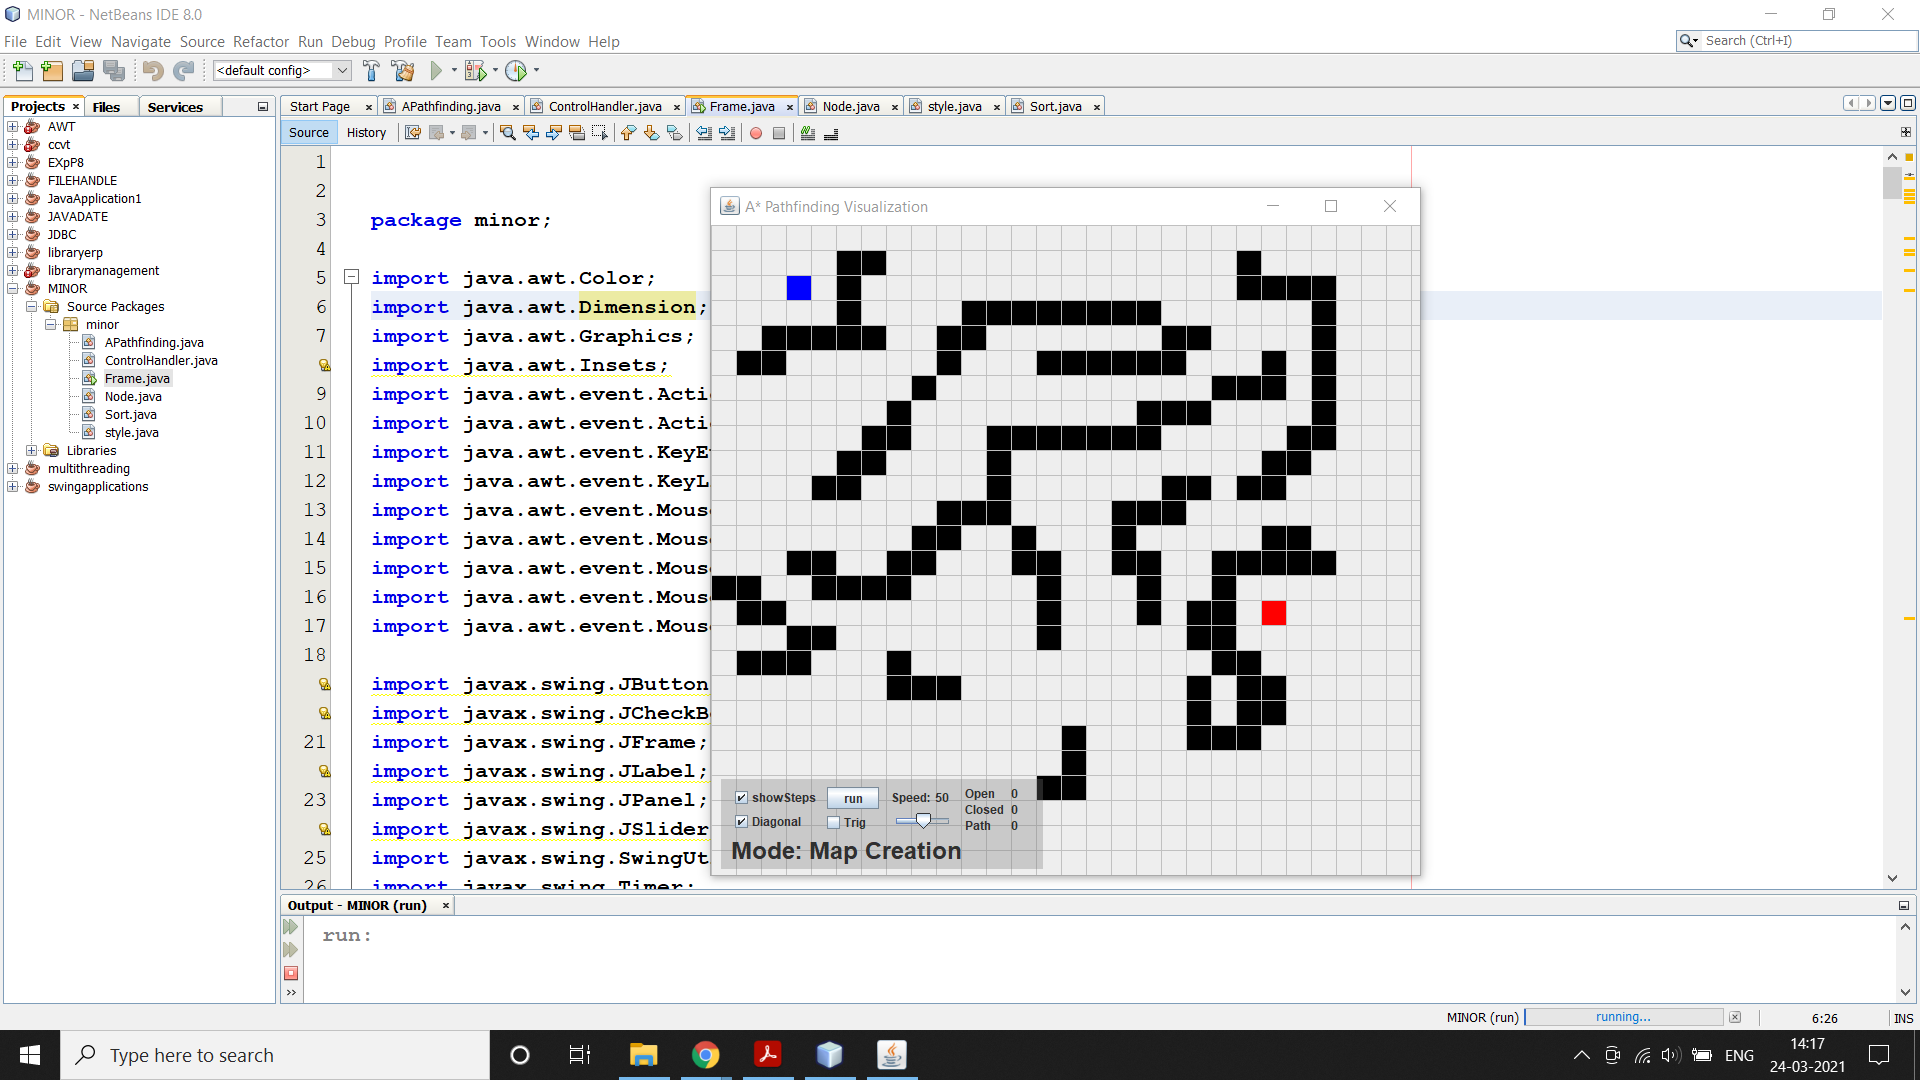 MINOR - NetBeans IDE 8.0
File Edit View Navigate Source Refactor Run Debug Profile Team Tools Window Help
Search (Ctrl+I)
<default config>
Projects Files Services
Start Page APathfinding.java ControlHandler.java Frame.java Node.java style.java Sort.java
Source History
AWT
ccvt
EXpP8
FILEHANDLE
JavaApplication1
JAVADATE
JDBC
libraryerp
librarymanagement
MINOR
Source Packages
minor
APathfinding.java
ControlHandler.java
Frame.java
Node.java
Sort.java
style.java
Libraries
multithreading
swingapplications
1
2
3 package minor;
4
5 import java.awt.Color;
6 import java.awt.Dimension;
7 import java.awt.Graphics;
import java.awt.Insets;
9 import java.awt.event.Acti
10 import java.awt.event.Acti
11 import java.awt.event.KeyE
12 import java.awt.event.KeyL
13 import java.awt.event.Mous
14 import java.awt.event.Mous
15 import java.awt.event.Mous
16 import java.awt.event.Mous
17 import java.awt.event.Mous
18
import javax.swing.JButton
import javax.swing.JCheckB
21 import javax.swing.JFrame;
import javax.swing.JLabel;
23 import javax.swing.JPanel;
import javax.swing.JSlider
25 import javax.swing.SwingUt
26 import javax.swing.Timer;
A* Pathfinding Visualization
showSteps run Speed: 50 Open 0
Closed 0
Diagonal Trig Path 0
Mode: Map Creation
Output - MINOR (run)
run:
MINOR (run) running... 6:26 INS
Type here to search
ENG
14:17
24-03-2021